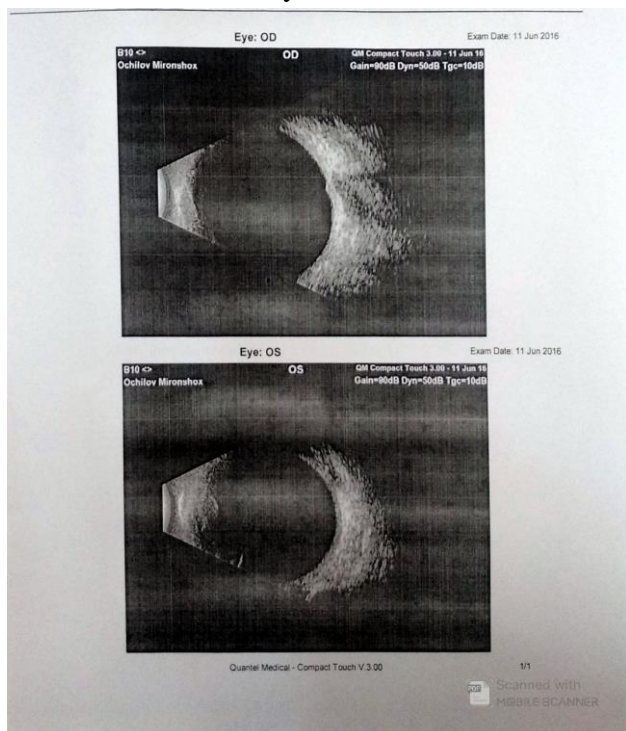 Eye: OD
Exam Date: 11 Jun 2016
B10 <> OD QM Compact Touch 3.00 - 11 Jun 16
Ochilov Mironshox Gain=90dB Dyn=50dB Tgc=10dB
Eye: OS
Exam Date: 11 Jun 2016
B10 <> OS QM Compact Touch 3.00 - 11 Jun 16
Ochilov Mironshox Gain=90dB Dyn=50dB Tgc=10dB
Quantel Medical - Compact Touch V.3.00
1/1
PDF
Scanned with
MOBILE SCANNER